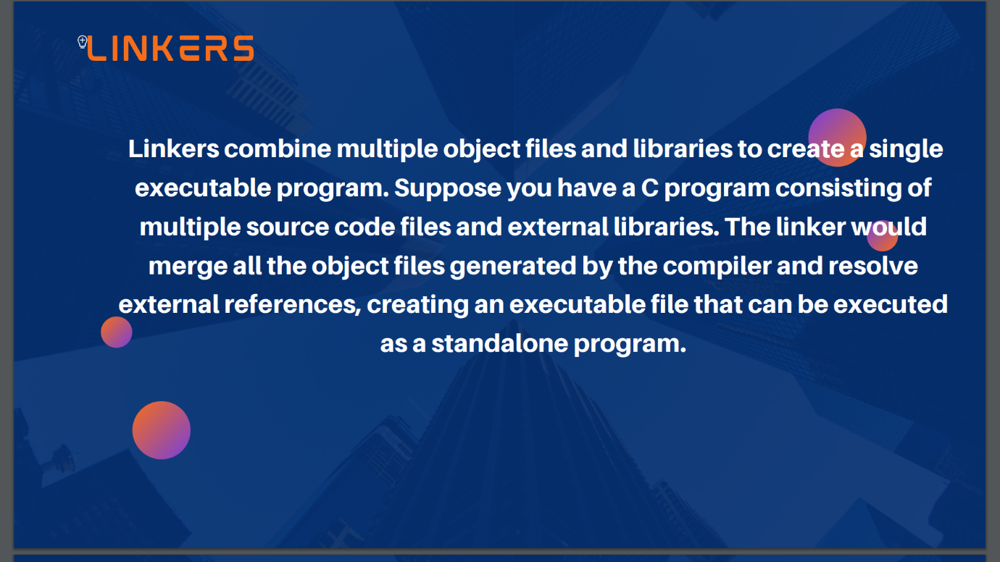 LINKERS
Linkers combine multiple object files and libraries to create a single
executable program. Suppose you have a C program consisting of
multiple source code files and external libraries. The linker would
merge all the object files generated by the compiler and resolve
external references, creating an executable file that can be executed
as a standalone program.